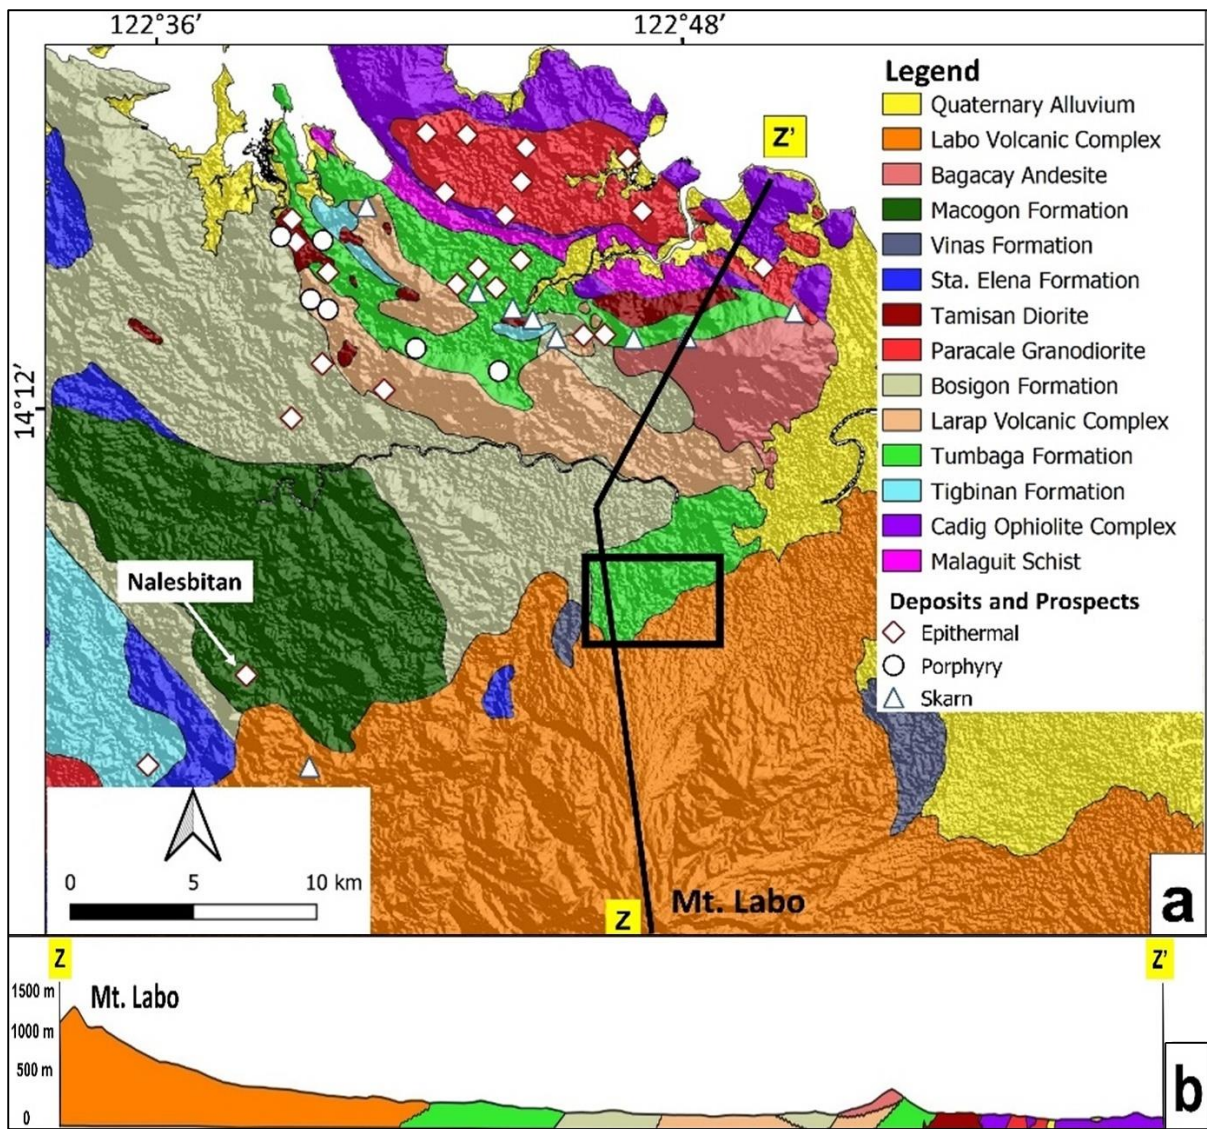 122°36’
122°48’
14°12’
Z’
Legend
Quaternary Alluvium
Labo Volcanic Complex
Bagacay Andesite
Macogon Formation
Vinas Formation
Sta. Elena Formation
Tamisan Diorite
Paracale Granodiorite
Bosigon Formation
Larap Volcanic Complex
Tumbaga Formation
Tigbinan Formation
Cadig Ophiolite Complex
Malaguit Schist
Deposits and Prospects
Epithermal
Porphyry
Skarn
Nalesbitan
0 5 10 km
Z
Mt. Labo
a
Z
Z’
1500 m
Mt. Labo
1000 m
500 m
0
b